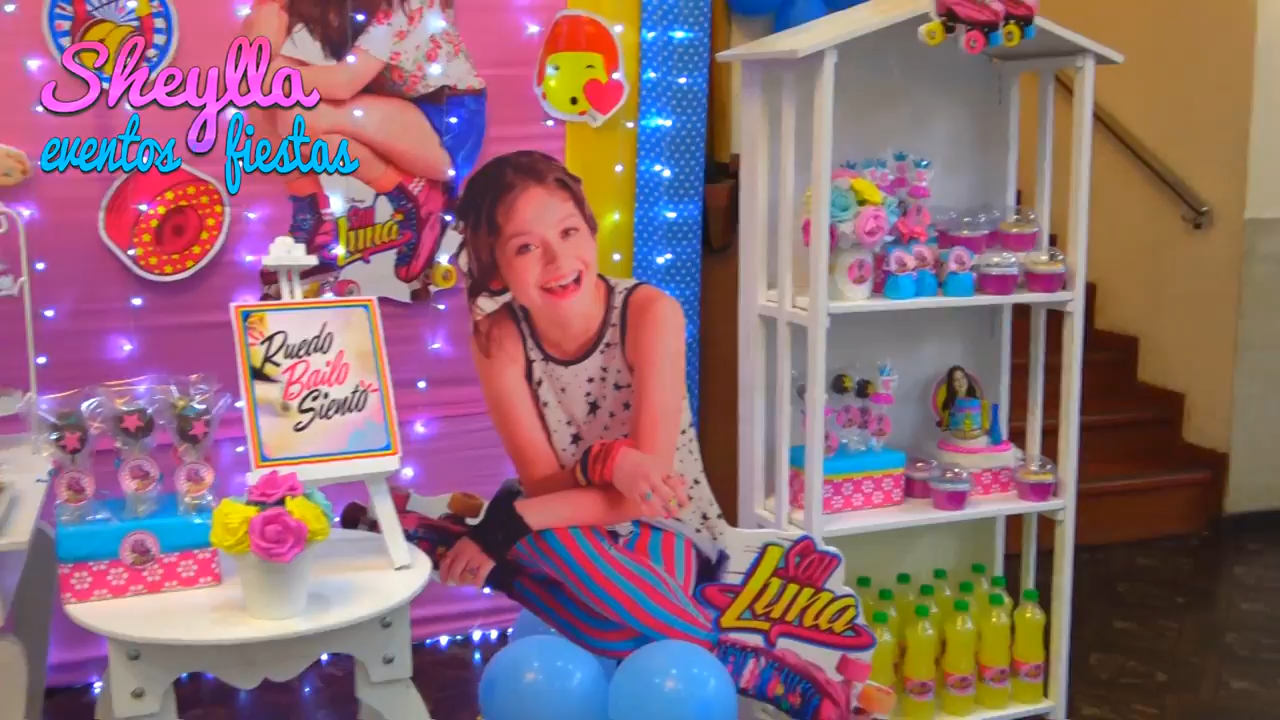 Sheylla
eventos fiestas
Soy
Luna
Ruedo
Bailo
Siento
Soy
Luna